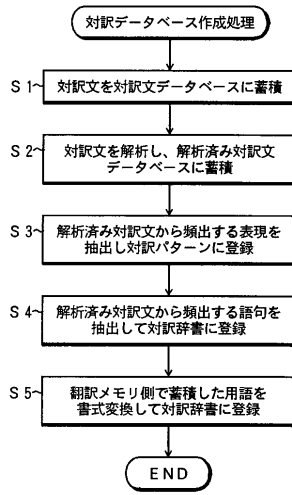 対訳データベース作成処理
S1
対訳文を対訳文データベースに蓄積
S2
対訳文を解析し、解析済み対訳文
データベースに蓄積
S3
解析済み対訳文から頻出する表現を
抽出し対訳パターンに登録
S4
解析済み対訳文から頻出する語句を
抽出して対訳辞書に登録
S5
翻訳メモリ側で蓄積した用語を
書式変換して対訳辞書に登録
END